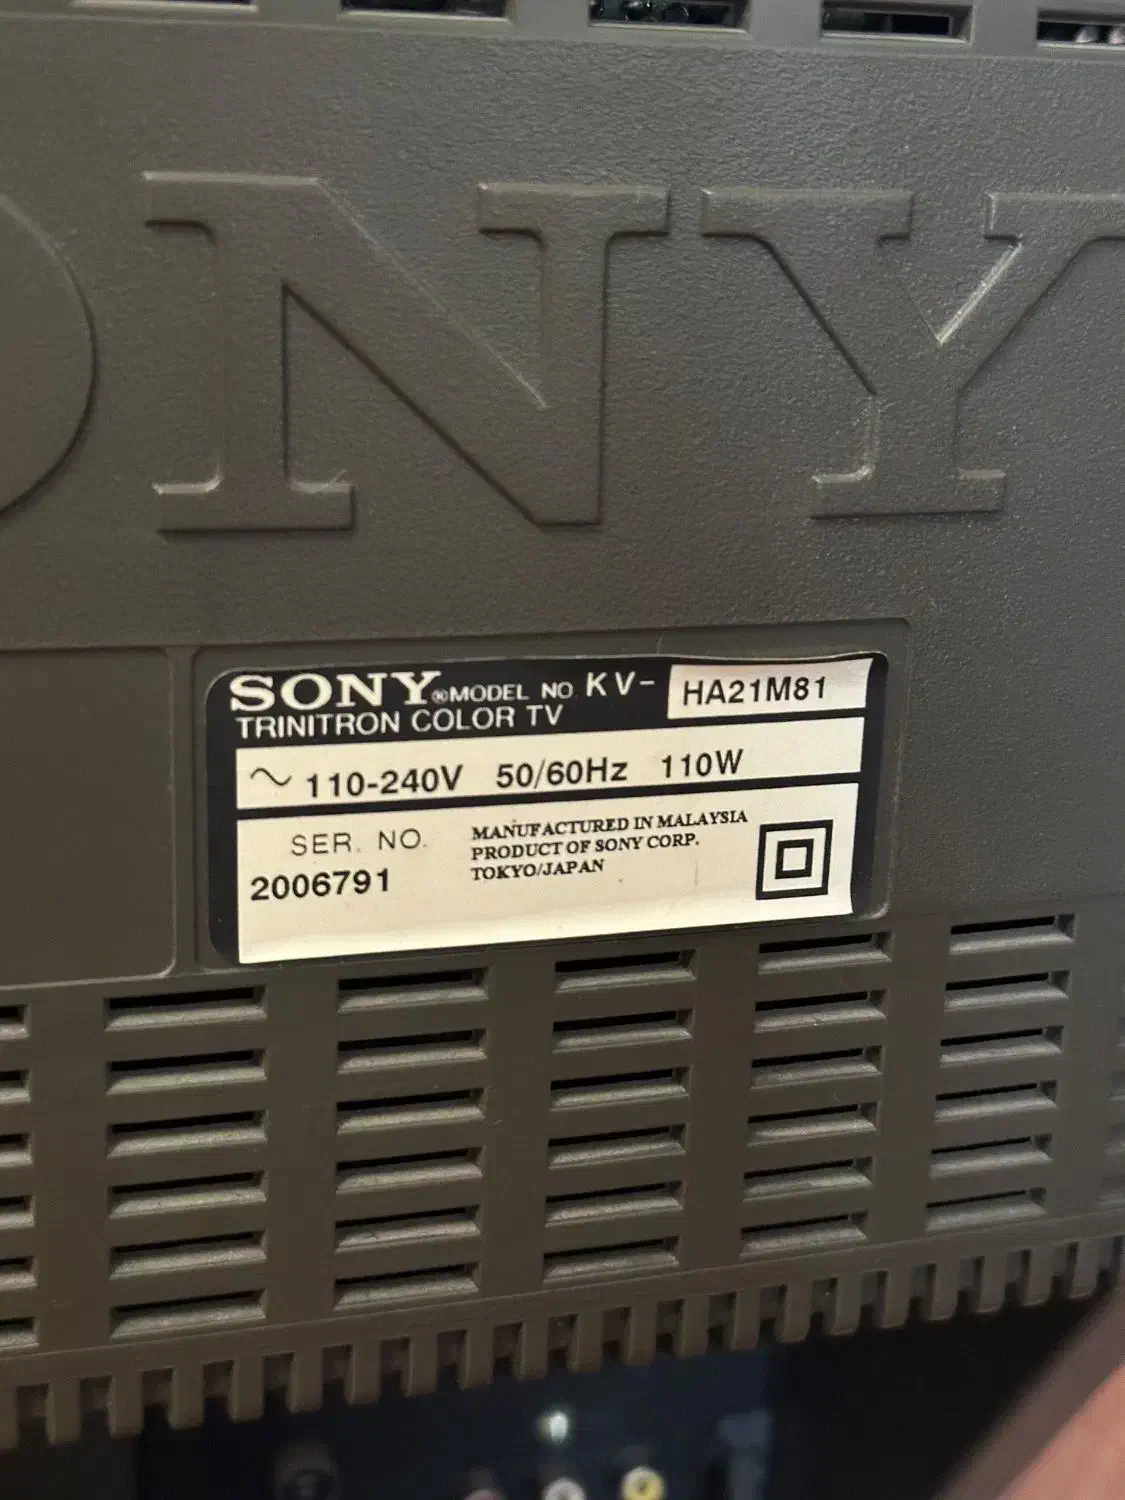 SONY
SONY® MODEL NO. KV- HA21M81
TRINITRON COLOR TV
~ 110-240V 50/60Hz 110W
SER. NO.
2006791
MANUFACTURED IN MALAYSIA
PRODUCT OF SONY CORP.
TOKYO/JAPAN